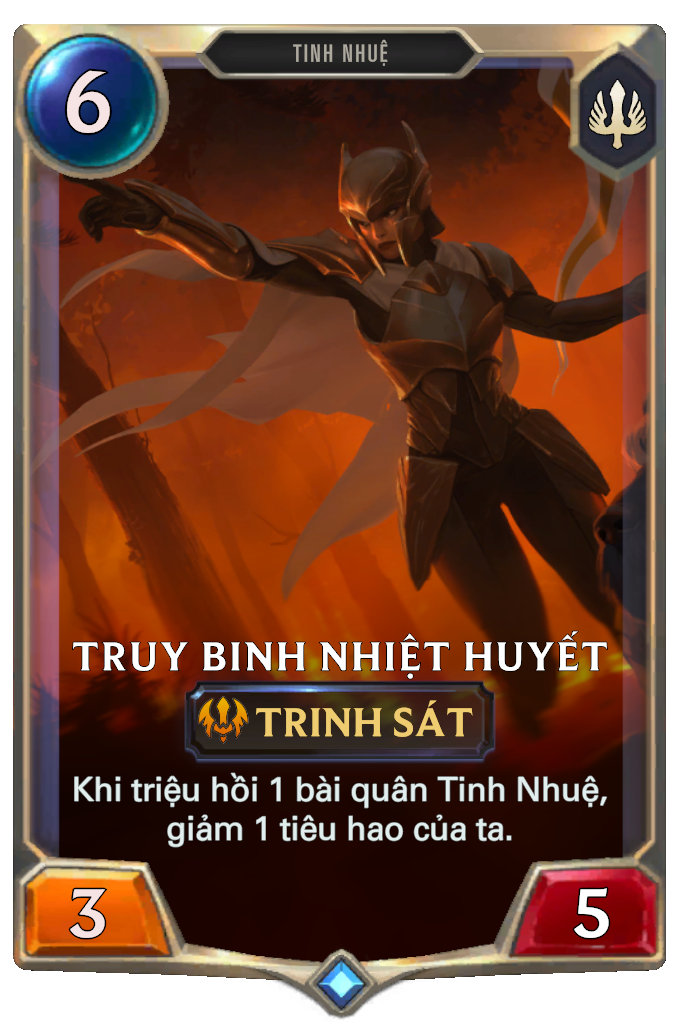 TINH NHUỆ
6
TRUY BINH NHIỆT HUYẾT
TRINH SÁT
Khi triệu hồi 1 bài quân Tinh Nhuệ,
giảm 1 tiêu hao của ta.
3
5